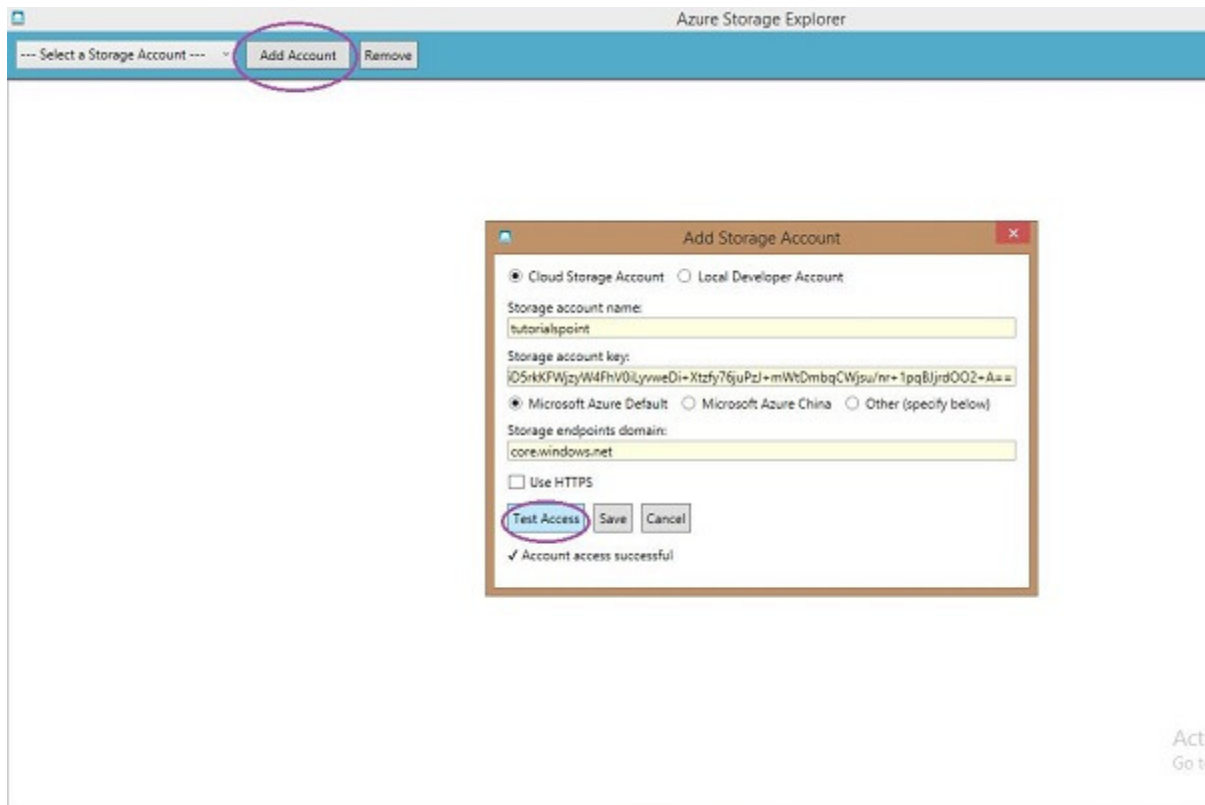 Azure Storage Explorer
--- Select a Storage Account --- Add Account Remove
Add Storage Account
Cloud Storage Account Local Developer Account
Storage account name:
tutorialspoint
Storage account key:
Microsoft Azure Default Microsoft Azure China Other (specify below)
Storage endpoints domain:
core.windows.net
Use HTTPS
Test Access Save Cancel
✓ Account access successful
Act
Go t